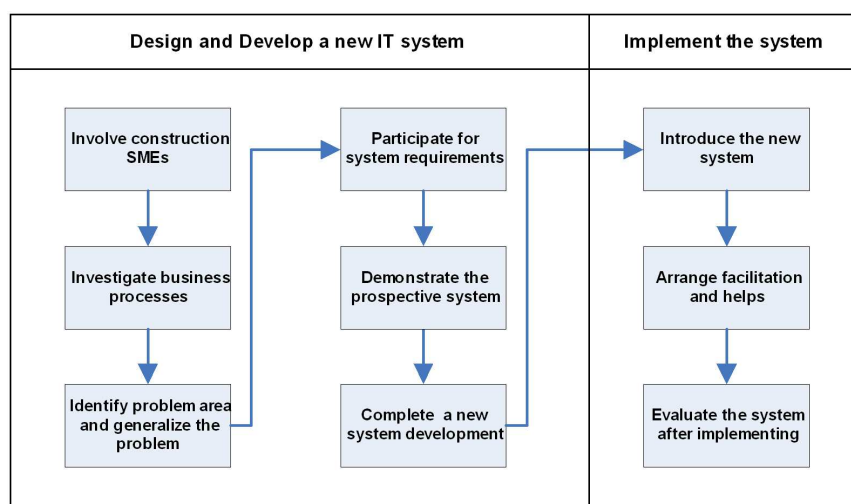 Design and Develop a new IT system
Implement the system
Involve construction
SMEs
Investigate business
processes
Identify problem area
and generalize the
problem
Participate for
system requirements
Demonstrate the
prospective system
Complete a new
system development
Introduce the new
system
Arrange facilitation
and helps
Evaluate the system
after implementing